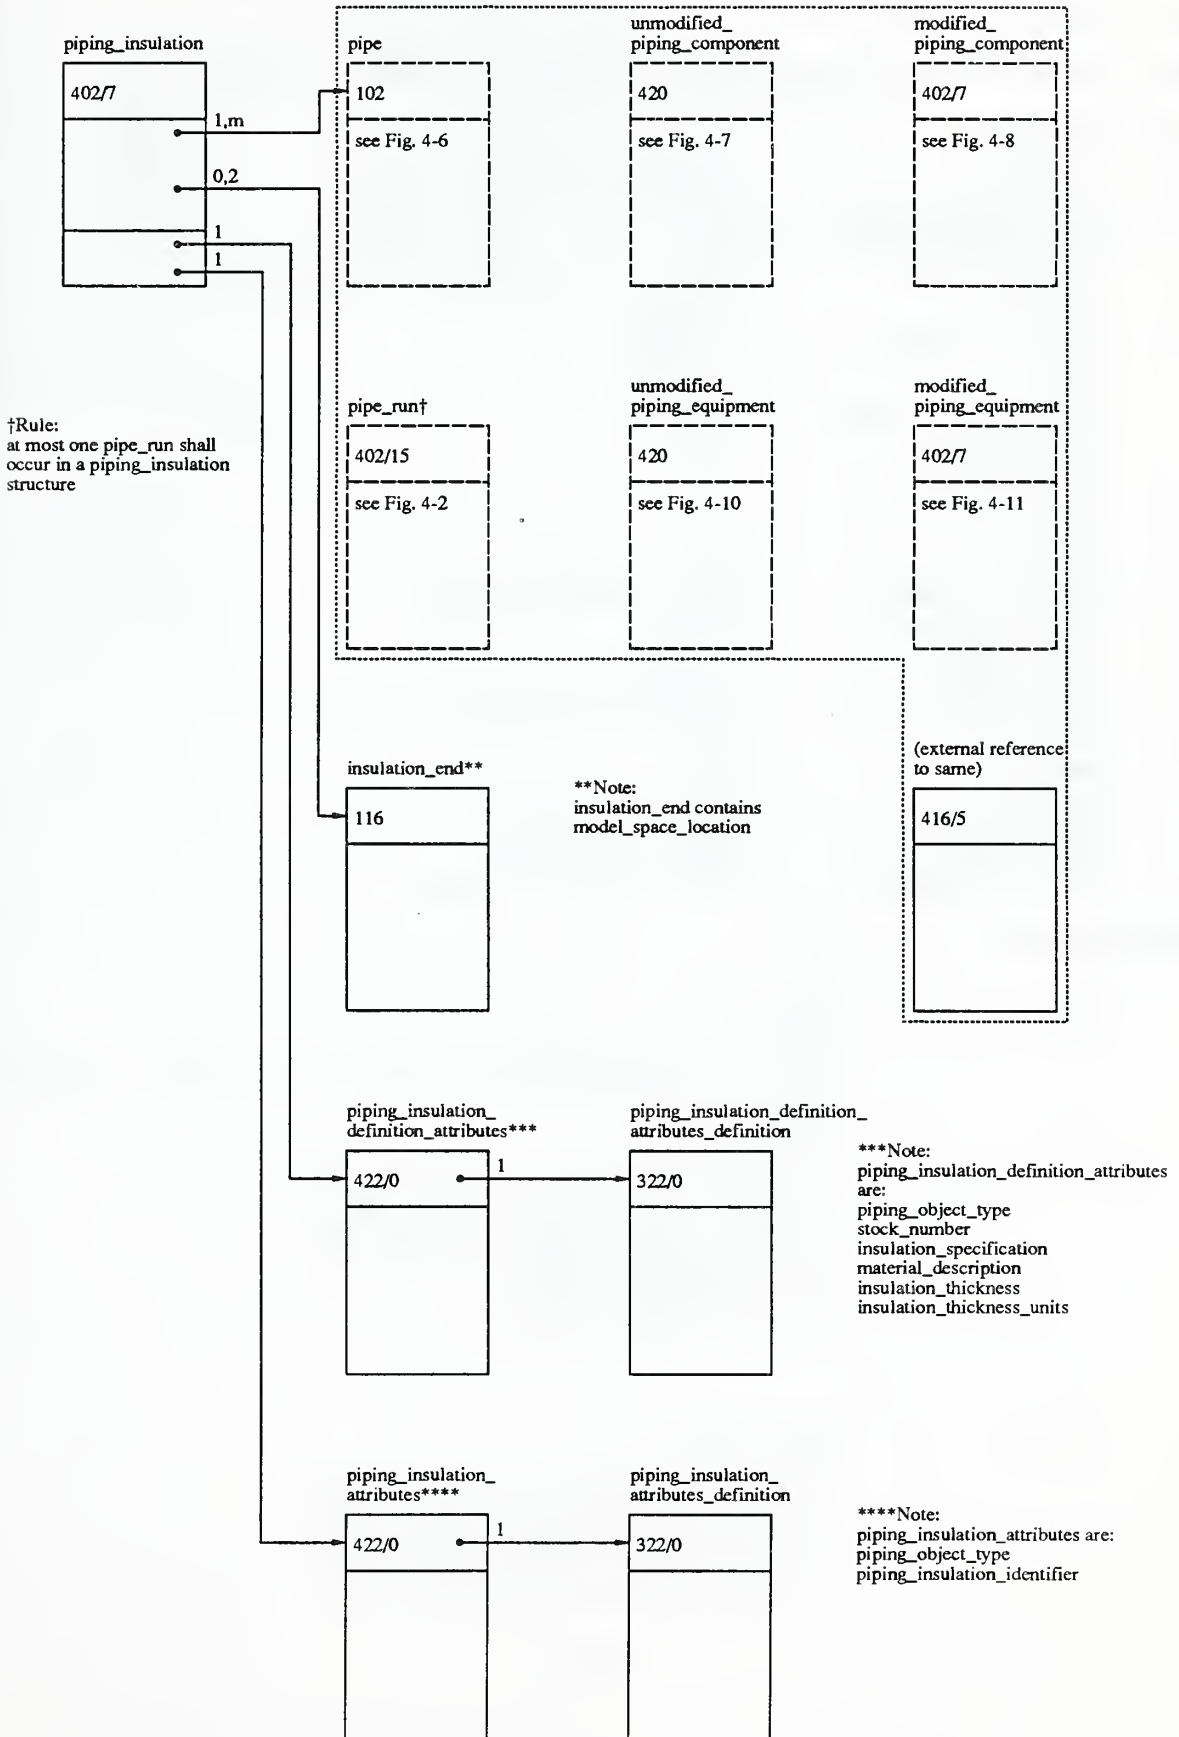 piping_insulation
402/7
1,m
0,2
1
1
pipe
102
see Fig. 4-6
unmodified_
piping_component
420
see Fig. 4-7
modified_
piping_component
402/7
see Fig. 4-8
†Rule:
at most one pipe_run shall
occur in a piping_insulation
structure
pipe_run†
402/15
see Fig. 4-2
unmodified_
piping_equipment
420
see Fig. 4-10
modified_
piping_equipment
402/7
see Fig. 4-11
insulation_end**
116
**Note:
insulation_end contains
model_space_location
(external reference
to same)
416/5
piping_insulation_
definition_attributes***
422/0
1
piping_insulation_definition_
attributes_definition
322/0
***Note:
piping_insulation_definition_attributes
are:
piping_object_type
stock_number
insulation_specification
material_description
insulation_thickness
insulation_thickness_units
piping_insulation_
attributes****
422/0
1
piping_insulation_
attributes_definition
322/0
****Note:
piping_insulation_attributes are:
piping_object_type
piping_insulation_identifier